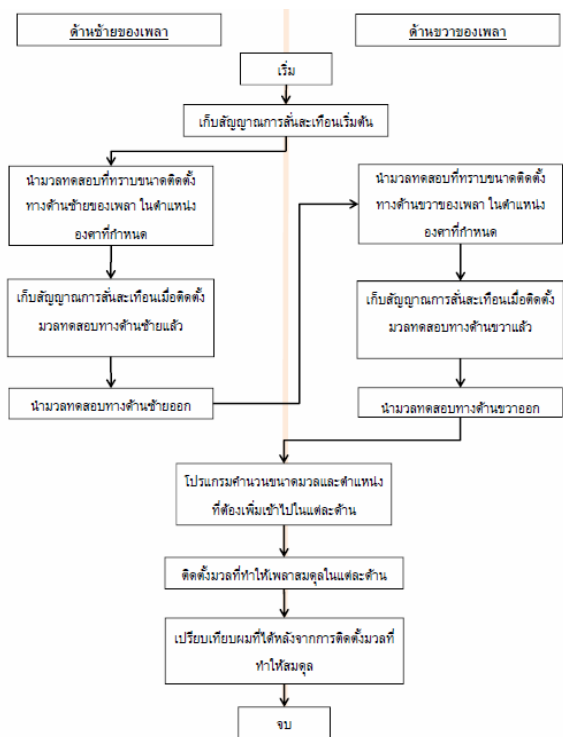 ด้านซ้ายของเพลา
ด้านขวาของเพลา
เริ่ม
เก็บสัญญาณการสั่นสะเทือนเริ่มต้น
นำมวลทดสอบที่ทราบขนาดติดตั้ง
ทางด้านซ้ายของเพลา ในตำแหน่ง
องศาที่กำหนด
เก็บสัญญาณการสั่นสะเทือนเมื่อติดตั้ง
มวลทดสอบทางด้านซ้ายแล้ว
นำมวลทดสอบทางด้านซ้ายออก
นำมวลทดสอบที่ทราบขนาดติดตั้ง
ทางด้านขวาของเพลา ในตำแหน่ง
องศาที่กำหนด
เก็บสัญญาณการสั่นสะเทือนเมื่อติดตั้ง
มวลทดสอบทางด้านขวาแล้ว
นำมวลทดสอบทางด้านขวาออก
โปรแกรมคำนวนขนาดมวลและตำแหน่ง
ที่ต้องเพิ่มเข้าไปในแต่ละด้าน
ติดตั้งมวลที่ทำให้เพลาสมดุลในแต่ละด้าน
เปรียบเทียบผมที่ได้หลังจากการติดตั้งมวลที่
ทำให้สมดุล
จบ